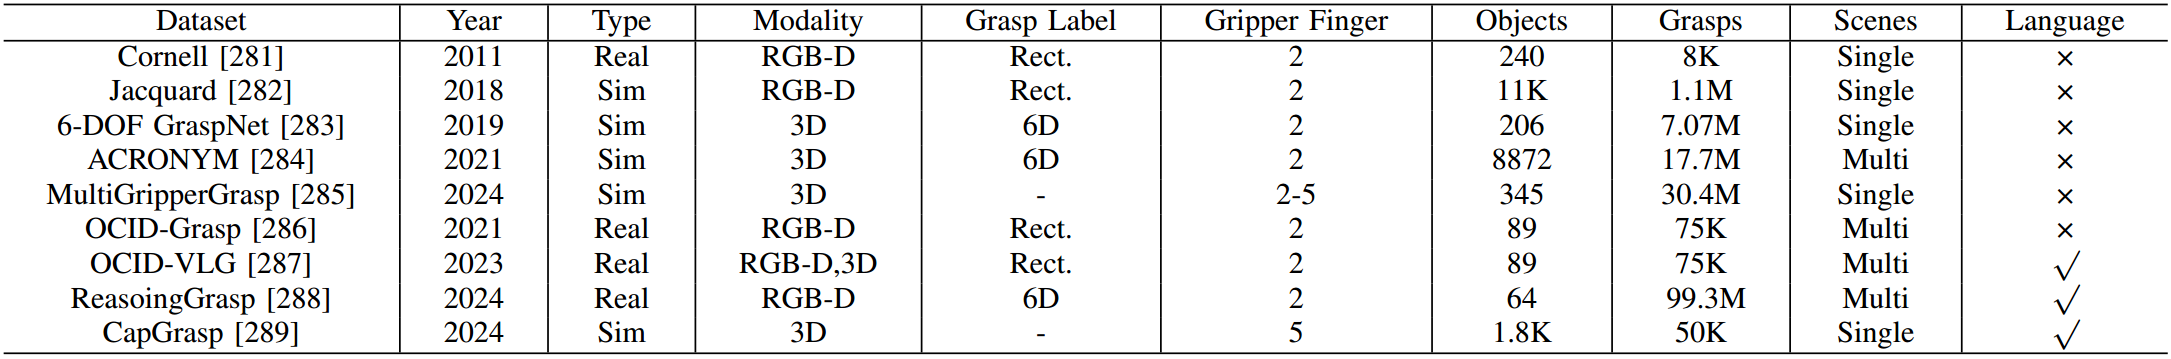 Dataset Year Type Modality Grasp Label Gripper Finger Objects Grasps Scenes Language
Cornell [281] 2011 Real RGB-D Rect. 2 240 8K Single ×
Jacquard [282] 2018 Sim RGB-D Rect. 2 11K 1.1M Single ×
6-DOF GraspNet [283] 2019 Sim 3D 6D 2 206 7.07M Single ×
ACRONYM [284] 2021 Sim 3D 6D 2 8872 17.7M Multi ×
MultiGripperGrasp [285] 2024 Sim 3D - 2-5 345 30.4M Single ×
OCID-Grasp [286] 2021 Real RGB-D Rect. 2 89 75K Multi ×
OCID-VLG [287] 2023 Real RGB-D,3D Rect. 2 89 75K Multi √
ReasoingGrasp [288] 2024 Real RGB-D 6D 2 64 99.3M Multi √
CapGrasp [289] 2024 Sim 3D - 5 1.8K 50K Single √